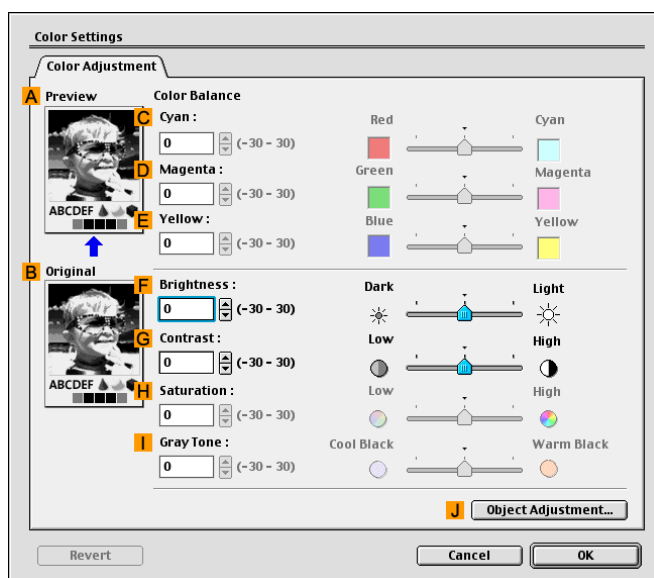 Color Settings
Color Adjustment
A Preview
Color Balance
C Cyan :
0 (-30 - 30)
Red
Cyan
D Magenta :
0 (-30 - 30)
Green
Magenta
ABCDEF
E Yellow :
0 (-30 - 30)
Blue
Yellow
B Original
F Brightness :
0 (-30 - 30)
Dark
Light
G Contrast :
0 (-30 - 30)
Low
High
ABCDEF
H Saturation :
0 (-30 - 30)
Low
High
I Gray Tone :
0 (-30 - 30)
Cool Black
Warm Black
J Object Adjustment...
Revert
Cancel
OK